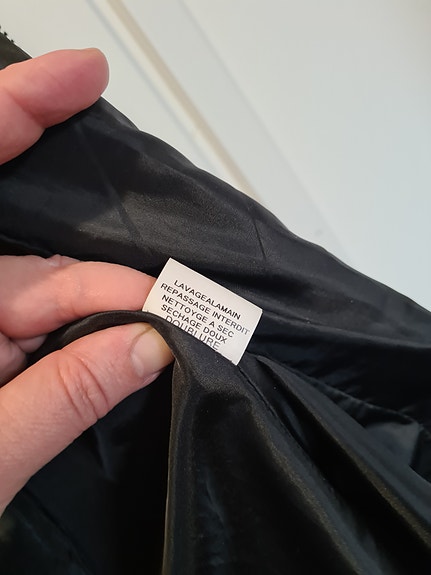 LAVAGEALAMAIN
REPASSAGE INTERDIT
NETTOYGE A SEC
SECHAGE DOUX
DOUBLURE